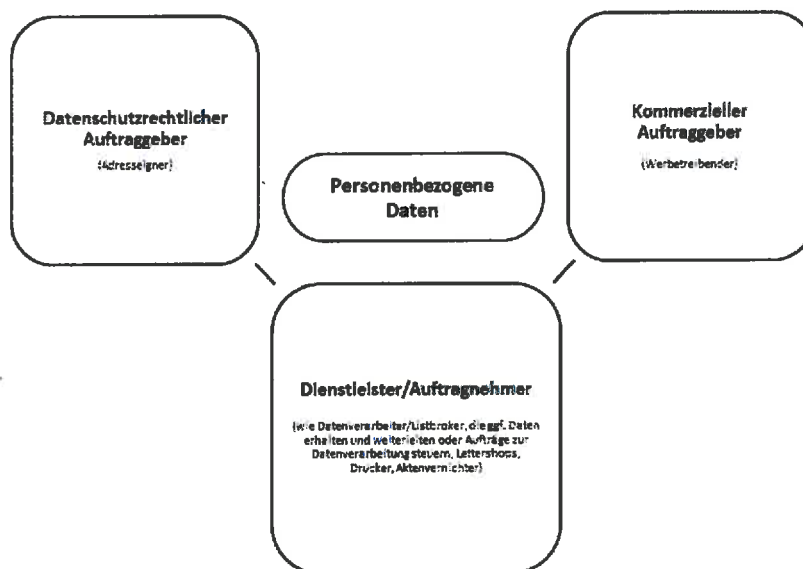 Datenschutzrechtlicher
Auftraggeber
(Adresseigner)
Kommerzieller
Auftraggeber
(Werbetreibender)
Personenbezogene
Daten
Dienstleister/Auftragnehmer
(wie Datenverarbeiter/Listbroker, die ggf. Daten
erhalten und weiterleiten oder Aufträge zur
Datenverarbeitung steuern, Lettershops,
Drucker, Aktenvernichter)